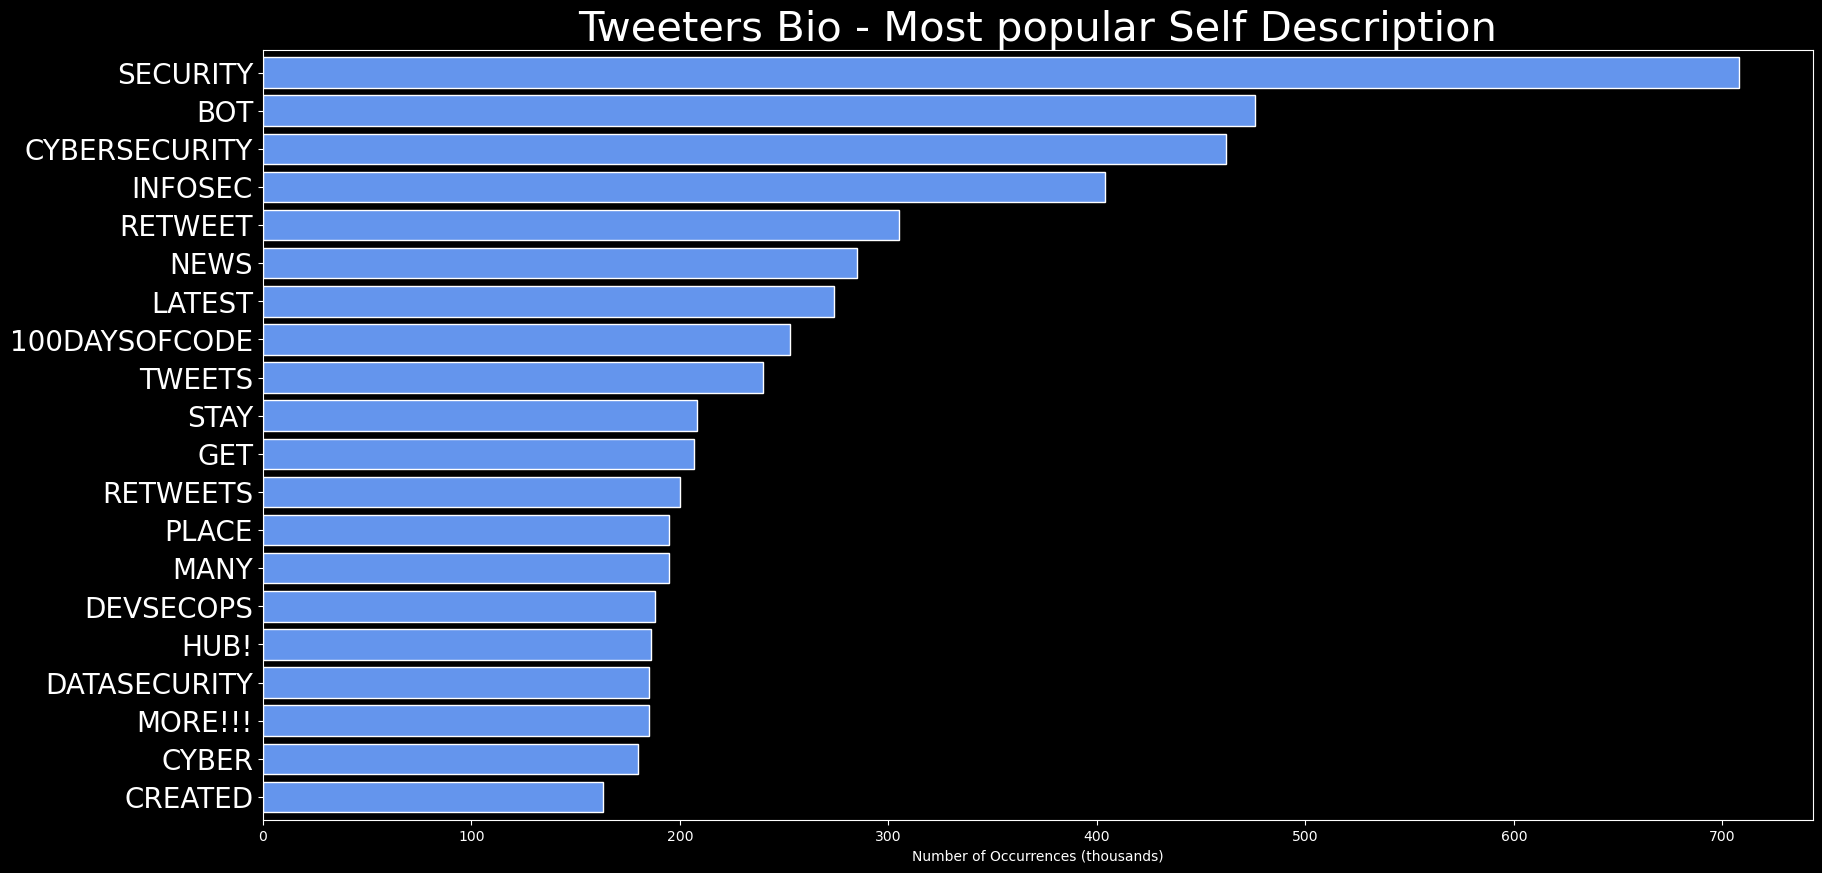 Tweeters Bio - Most popular Self Description
SECURITY
BOT
CYBERSECURITY
INFOSEC
RETWEET
NEWS
LATEST
100DAYSOFCODE
TWEETS
STAY
GET
RETWEETS
PLACE
MANY
DEVSECOPS
HUB!
DATASECURITY
MORE!!!
CYBER
CREATED
0 100 200 300 400 500 600 700
Number of Occurrences (thousands)